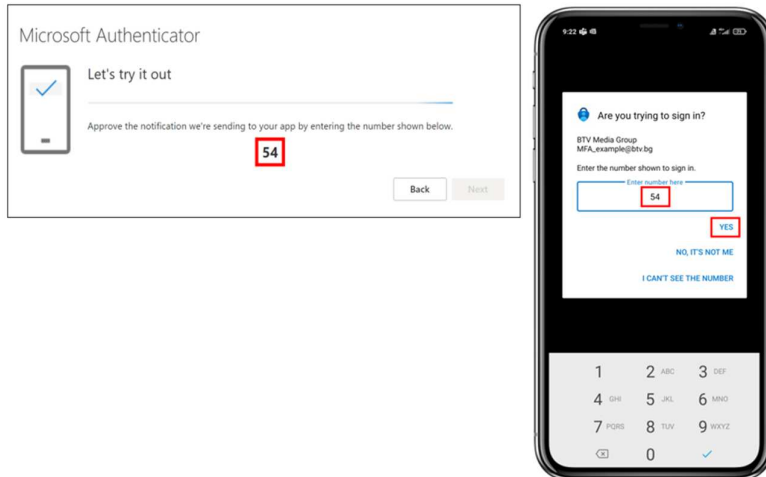 Microsoft Authenticator
Let's try it out
Approve the notification we're sending to your app by entering the number shown below.
54
Back
Next
9:22
Are you trying to sign in?
BTV Media Group
MFA_example@btv.bg
Enter the number shown to sign in.
Enter number here
54
YES
NO, IT'S NOT ME
I CAN'T SEE THE NUMBER
1 2 ABC 3 DEF
4 GHI 5 JKL 6 MNO
7 PQRS 8 TUV 9 WXYZ
0